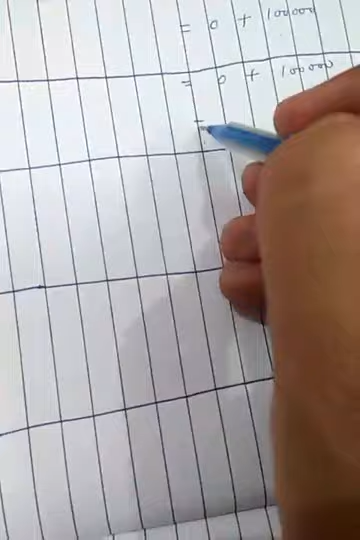 = 0 + 100000
= 0 + 100000